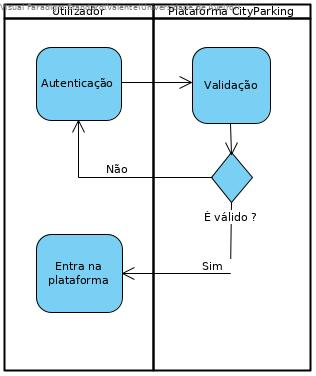 Utilizador
Plataforma CityParking
Autenticação
Validação
Não
É válido ?
Entra na
plataforma
Sim